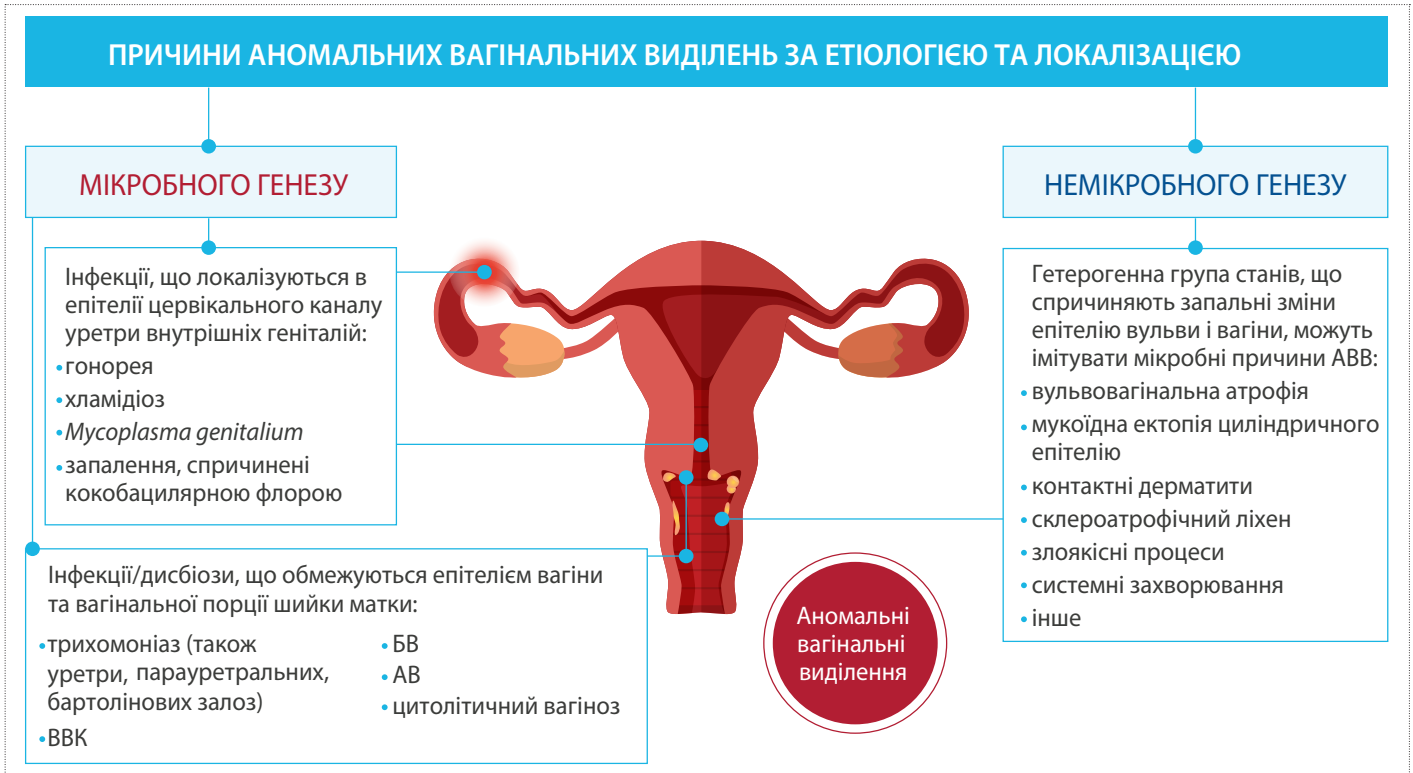 ПРИЧИНИ АНОМАЛЬНИХ ВАГІНАЛЬНИХ ВИДІЛЕНЬ ЗА ЕТІОЛОГІЄЮ ТА ЛОКАЛІЗАЦІЄЮ
МІКРОБНОГО ГЕНЕЗУ
Інфекції, що локалізуються в
епітелії цервікального каналу
уретри внутрішніх геніталій:
• гонорея
• хламідіоз
• Mycoplasma genitalium
• запалення, спричинені
кокобацилярною флорою
Інфекції/дисбіози, що обмежуються епітелієм вагіни
та вагінальної порції шийки матки:
• трихомоніаз (також
уретри, парауретральних,
бартолінових залоз)
• ВВК
• БВ
• АВ
• цитолітичний вагіноз
НЕМІКРОБНОГО ГЕНЕЗУ
Гетерогенна група станів, що
спричиняють запальні зміни
епітелію вульви і вагіни, можуть
імітувати мікробні причини АВВ:
• вульвовагінальна атрофія
• мукоїдна ектопія циліндричного
епітелію
• контактні дерматити
• склероатрофічний ліхен
• злоякісні процеси
• системні захворювання
• інше
Аномальні
вагінальні
виділення